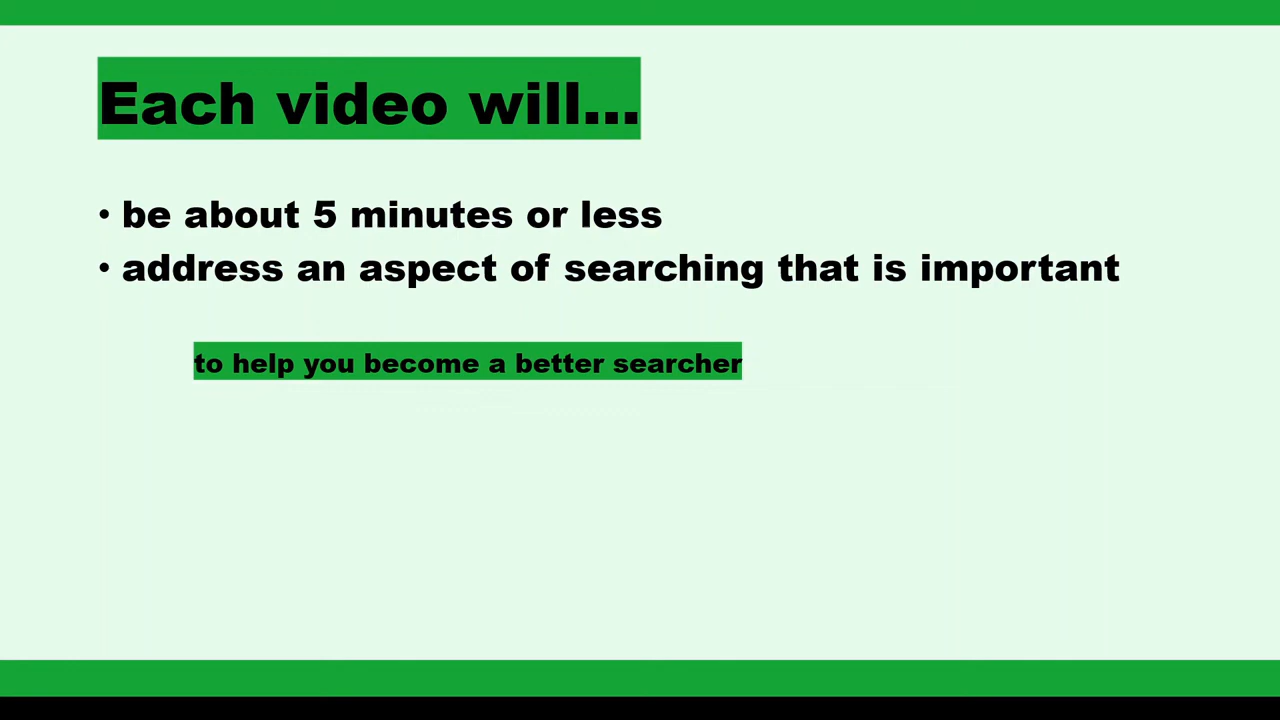 Each video will...
• be about 5 minutes or less
• address an aspect of searching that is important
to help you become a better searcher